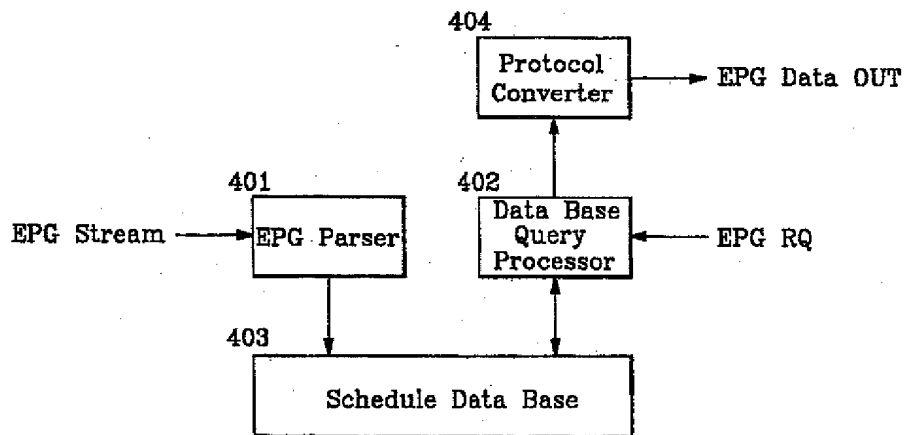 404
Protocol
Converter
EPG Data OUT
401
402
EPG Stream
EPG Parser
Data Base
Query
Processor
EPG RQ
403
Schedule Data Base